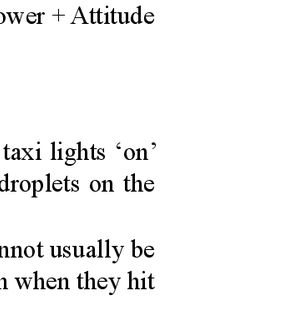 ower + Attitude
taxi lights ‘on’
droplets on the
nnot usually be
n when they hit